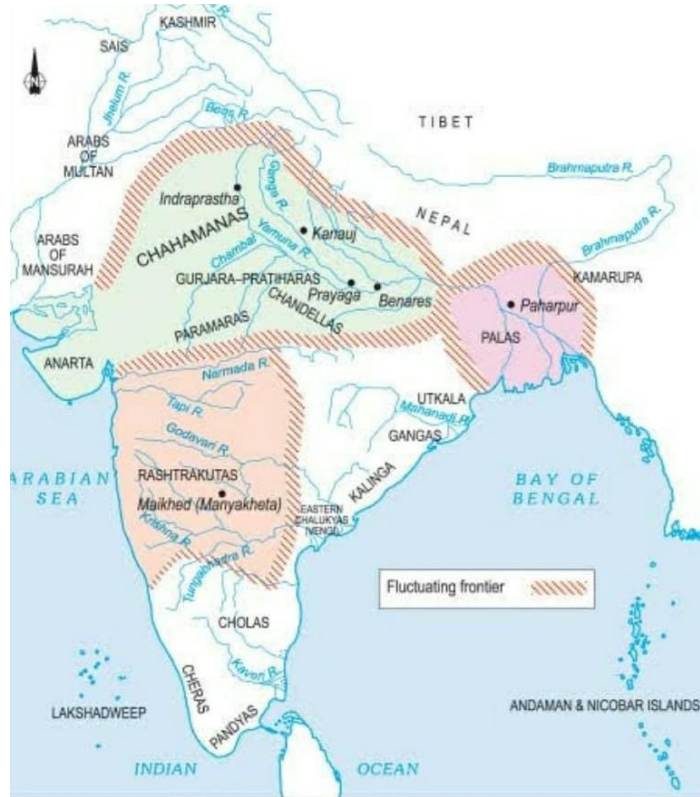 KASHMIR
SAIS
R.
N
Jhelum R.
Beas R.
TIBET
ARABS
OF
MULTAN
Brahmaputra R.
Indraprastha
Ganga R.
NEPAL
Brahmaputra R.
CHAHAMANAS
Kanauj
ARABS
OF
MANSURAH
Chambal
Yamuna R.
KAMARUPA
GURJARA–PRATIHARAS
Prayaga
Benares
Paharpur
CHANDELLAS
PARAMARAS
PALAS
ANARTA
Narmada R.
UTKALA
Tapi R.
Mahanadi R.
GANGAS
Godavari R.
ARABIAN
SEA
RASHTRAKUTAS
KALINGA
BAY OF
BENGAL
Maikhed (Manyakheta)
EASTERN
CHALUKYAS
(VENGI)
Krishna R.
Tungabhadra R.
Fluctuating frontier
CHOLAS
Kaveri R.
CHERAS
LAKSHADWEEP
PANDYAS
ANDAMAN & NICOBAR ISLANDS
INDIAN
OCEAN